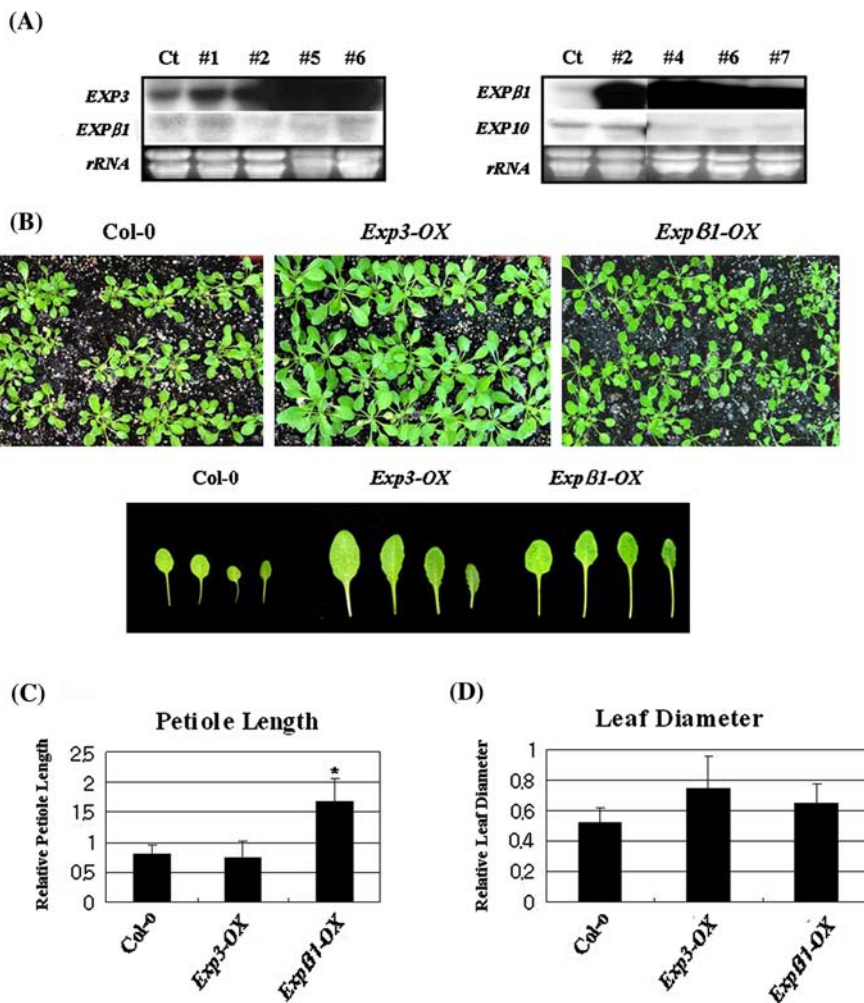 (A)
Ct #1 #2 #5 #6
EXP3
EXPβ1
rRNA
Ct #2 #4 #6 #7
EXPβ1
EXP10
rRNA
(B)
Col-0 Exp3-OX Expβ1-OX
Col-0 Exp3-OX Expβ1-OX
(C)
Petiole Length
Relative Petiole Length
25
2
1.5
1
05
0
*
Col-0
Exp3-OX
Expβ1-OX
(D)
Leaf Diameter
Relative Leaf Diameter
1
0.8
0.6
0.4
0.2
0
Col-0
Exp3-OX
Expβ1-OX